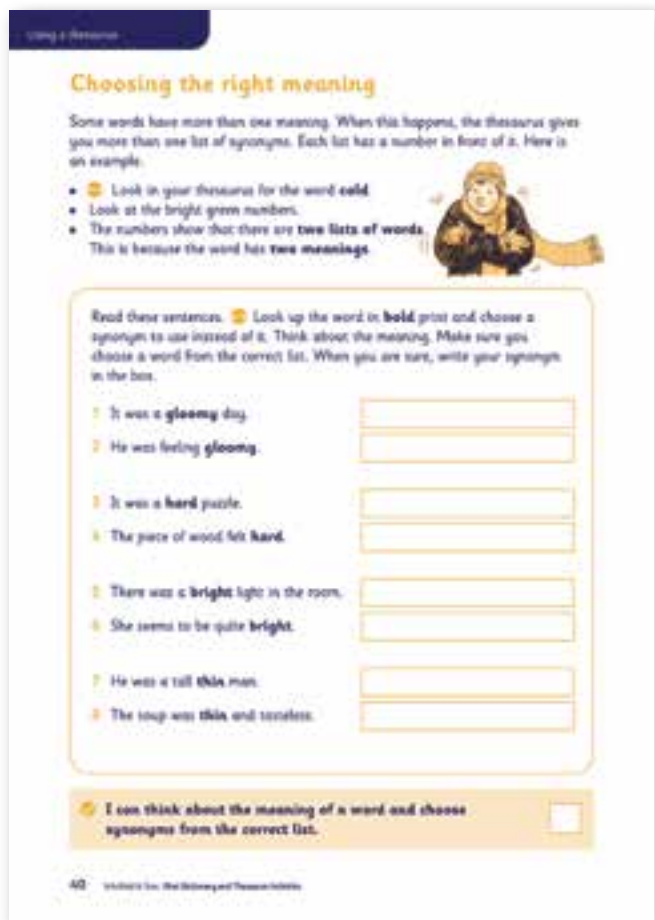 Using a thesaurus
Choosing the right meaning
Some words have more than one meaning. When this happens, the thesaurus gives
you more than one list of synonyms. Each list has a number in front of it. Here is
an example.
• Look in your thesaurus for the word cold.
• Look at the bright green numbers.
• The numbers show that there are two lists of words.
This is because the word has two meanings.
Read these sentences. Look up the word in bold print and choose a
synonym to use instead of it. Think about the meaning. Make sure you
choose a word from the correct list. When you are sure, write your synonym
in the box.
1 It was a gloomy day.
2 He was feeling gloomy.
3 It was a hard puzzle.
4 The piece of wood felt hard.
5 There was a bright light in the room.
6 She seems to be quite bright.
7 He was a tall thin man.
8 The soup was thin and tasteless.
I can think about the meaning of a word and choose
synonyms from the correct list.
40 First Dictionary and Thesaurus Activities